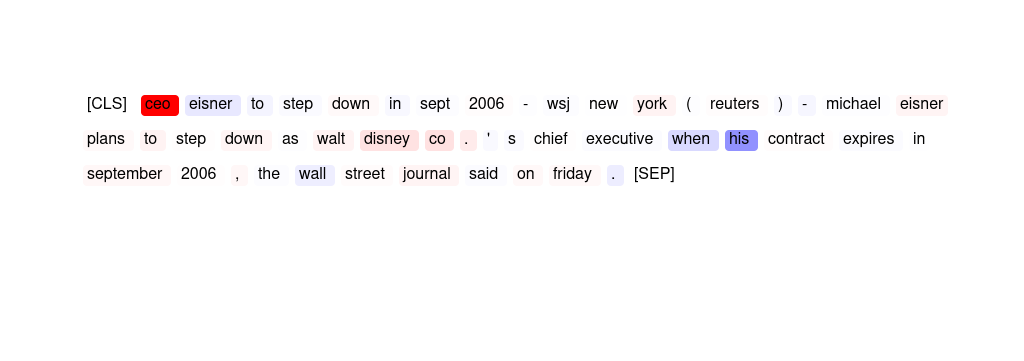 [CLS] ceo eisner to step down in sept 2006 - wsj new york ( reuters ) - michael eisner
plans to step down as walt disney co . ' s chief executive when his contract expires in
september 2006 , the wall street journal said on friday . [SEP]